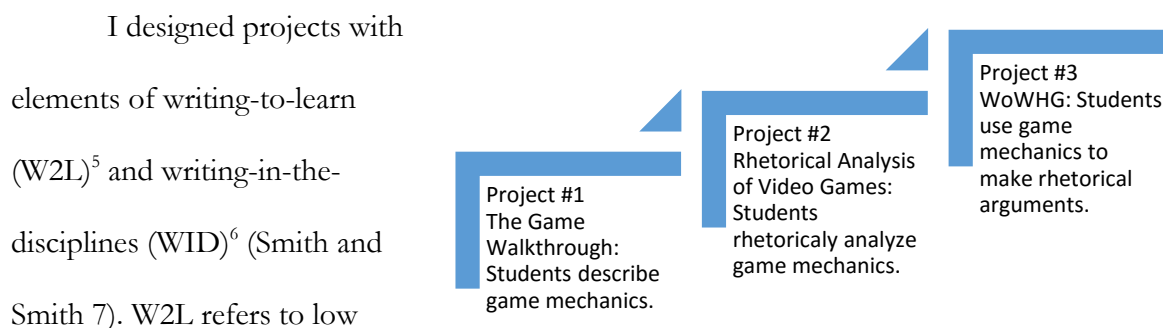 I designed projects with
elements of writing-to-learn
(W2L)5 and writing-in-the-
disciplines (WID)6 (Smith and
Smith 7). W2L refers to low
Project #1
The Game
Walkthrough:
Students describe
game mechanics.
Project #2
Rhetorical Analysis
of Video Games:
Students
rhetoricaly analyze
game mechanics.
Project #3
WoWHG: Students
use game
mechanics to
make rhetorical
arguments.